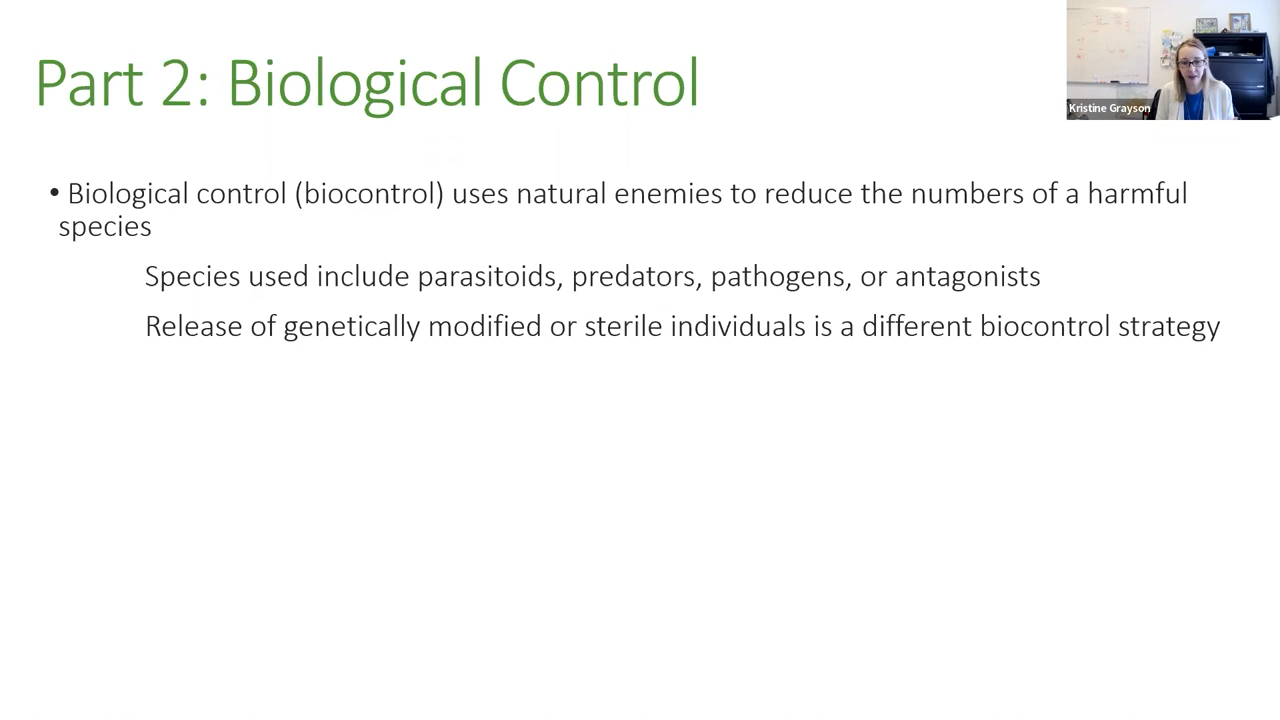 Part 2: Biological Control
Kristine Grayson
• Biological control (biocontrol) uses natural enemies to reduce the numbers of a harmful
species
Species used include parasitoids, predators, pathogens, or antagonists
Release of genetically modified or sterile individuals is a different biocontrol strategy